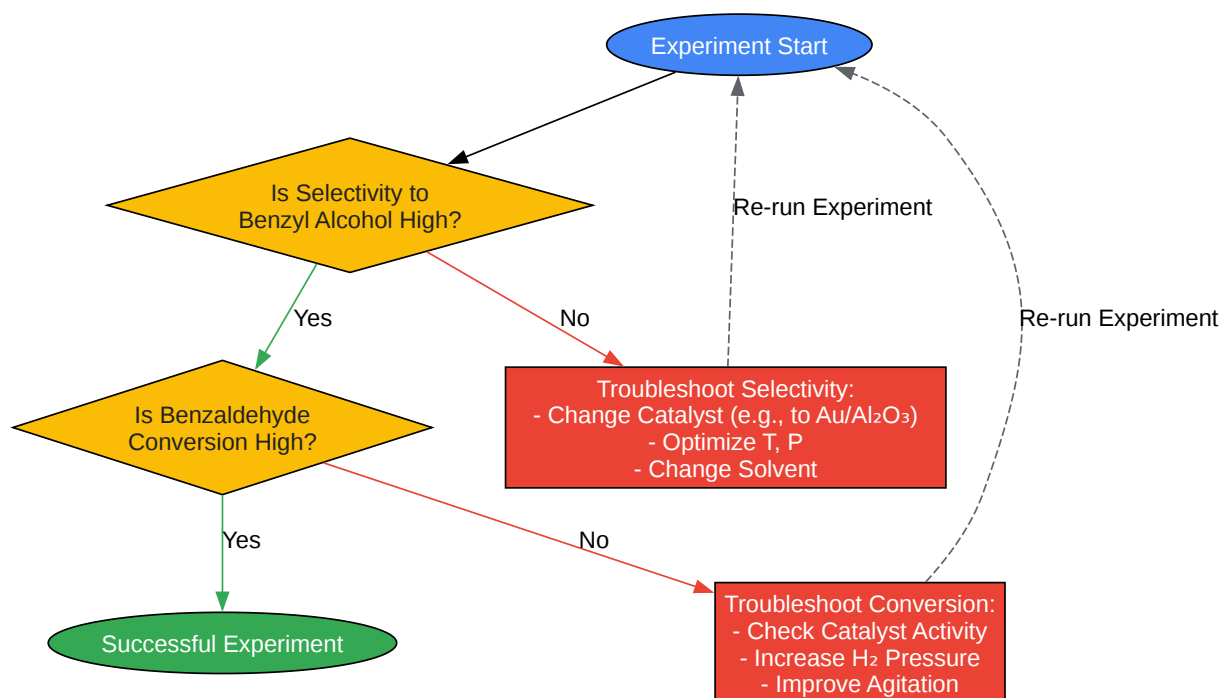 Experiment Start
Is Selectivity to
Benzyl Alcohol High?
Re-run Experiment
Re-run Experiment
Yes
No
Is Benzaldehyde
Conversion High?
Troubleshoot Selectivity:
- Change Catalyst (e.g., to Au/Al₂O₃)
- Optimize T, P
- Change Solvent
Yes
No
Successful Experiment
Troubleshoot Conversion:
- Check Catalyst Activity
- Increase H₂ Pressure
- Improve Agitation